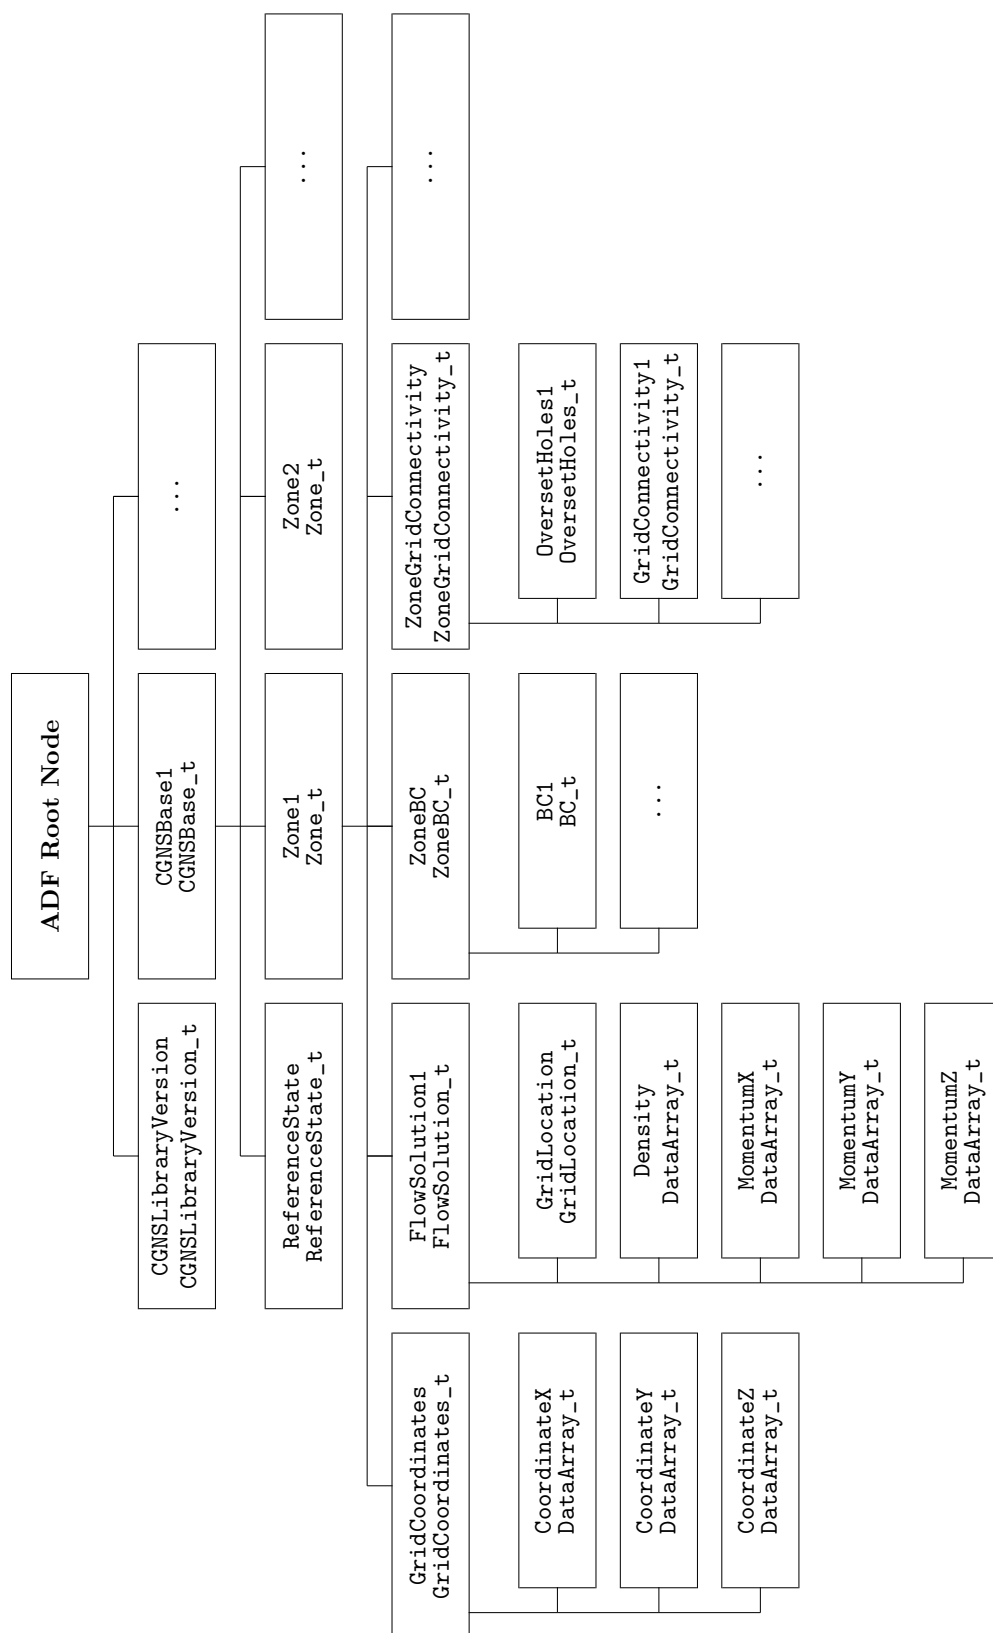 ADF Root Node
CGNSLibraryVersion
CGNSLibraryVersion_t
CGNSBase1
CGNSBase_t
...
ReferenceState
ReferenceState_t
Zone1
Zone_t
Zone2
Zone_t
...
GridCoordinates
GridCoordinates_t
FlowSolution1
FlowSolution_t
ZoneBC
ZoneBC_t
ZoneGridConnectivity
ZoneGridConnectivity_t
...
CoordinateX
DataArray_t
CoordinateY
DataArray_t
CoordinateZ
DataArray_t
GridLocation
GridLocation_t
Density
DataArray_t
MomentumX
DataArray_t
MomentumY
DataArray_t
MomentumZ
DataArray_t
BC1
BC_t
...
OversetHoles1
OversetHoles_t
GridConnectivity1
GridConnectivity_t
...